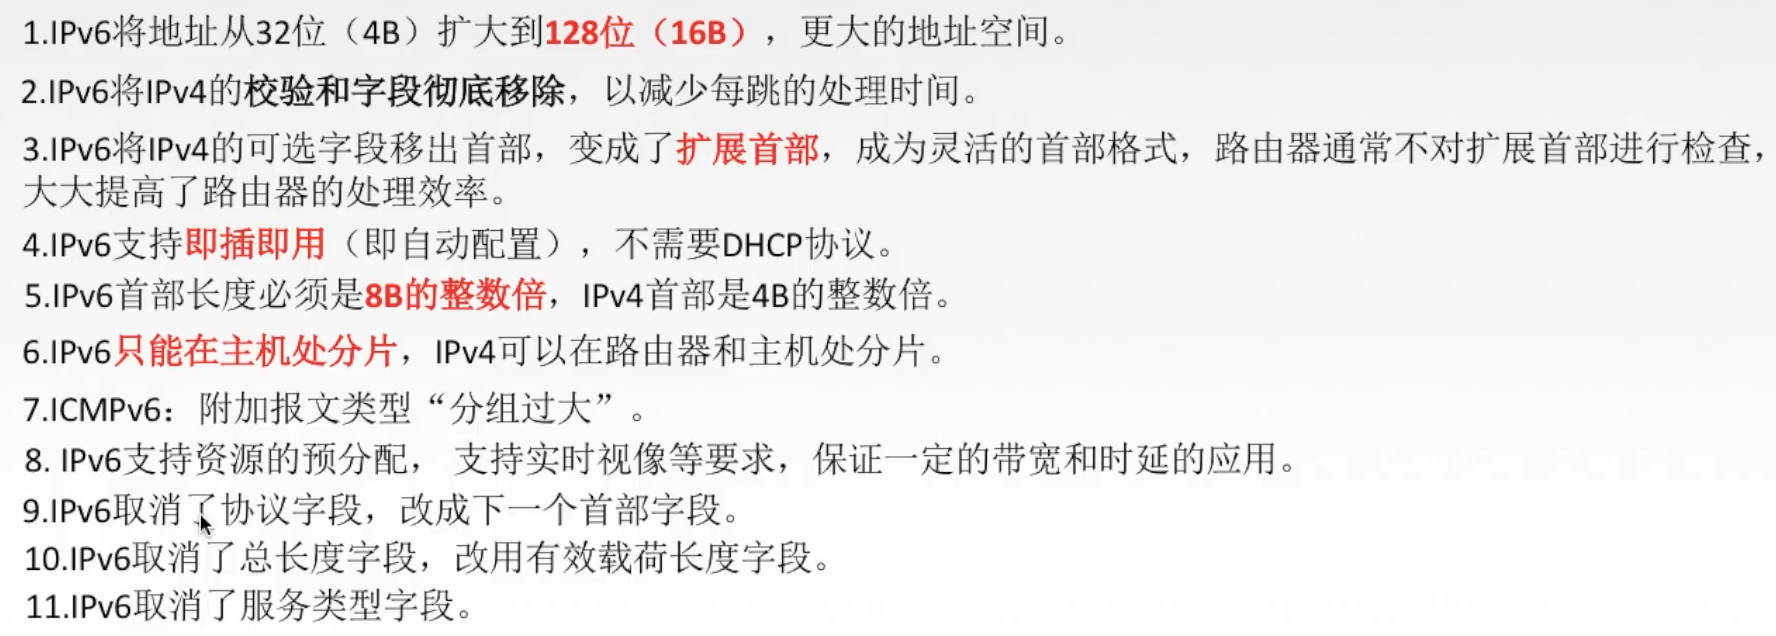 1.IPv6将地址从32位（4B）扩大到128位（16B），更大的地址空间。
2.IPv6将IPv4的校验和字段彻底移除，以减少每跳的处理时间。
3.IPv6将IPv4的可选字段移出首部，变成了扩展首部，成为灵活的首部格式，路由器通常不对扩展首部进行检查，
大大提高了路由器的处理效率。
4.IPv6支持即插即用（即自动配置），不需要DHCP协议。
5.IPv6首部长度必须是8B的整数倍，IPv4首部是4B的整数倍。
6.IPv6只能在主机处分片，IPv4可以在路由器和主机处分片。
7.ICMPv6：附加报文类型“分组过大”。
8. IPv6支持资源的预分配， 支持实时视像等要求，保证一定的带宽和时延的应用。
9.IPv6取消了协议字段，改成下一个首部字段。
10.IPv6取消了总长度字段，改用有效载荷长度字段。
11.IPv6取消了服务类型字段。